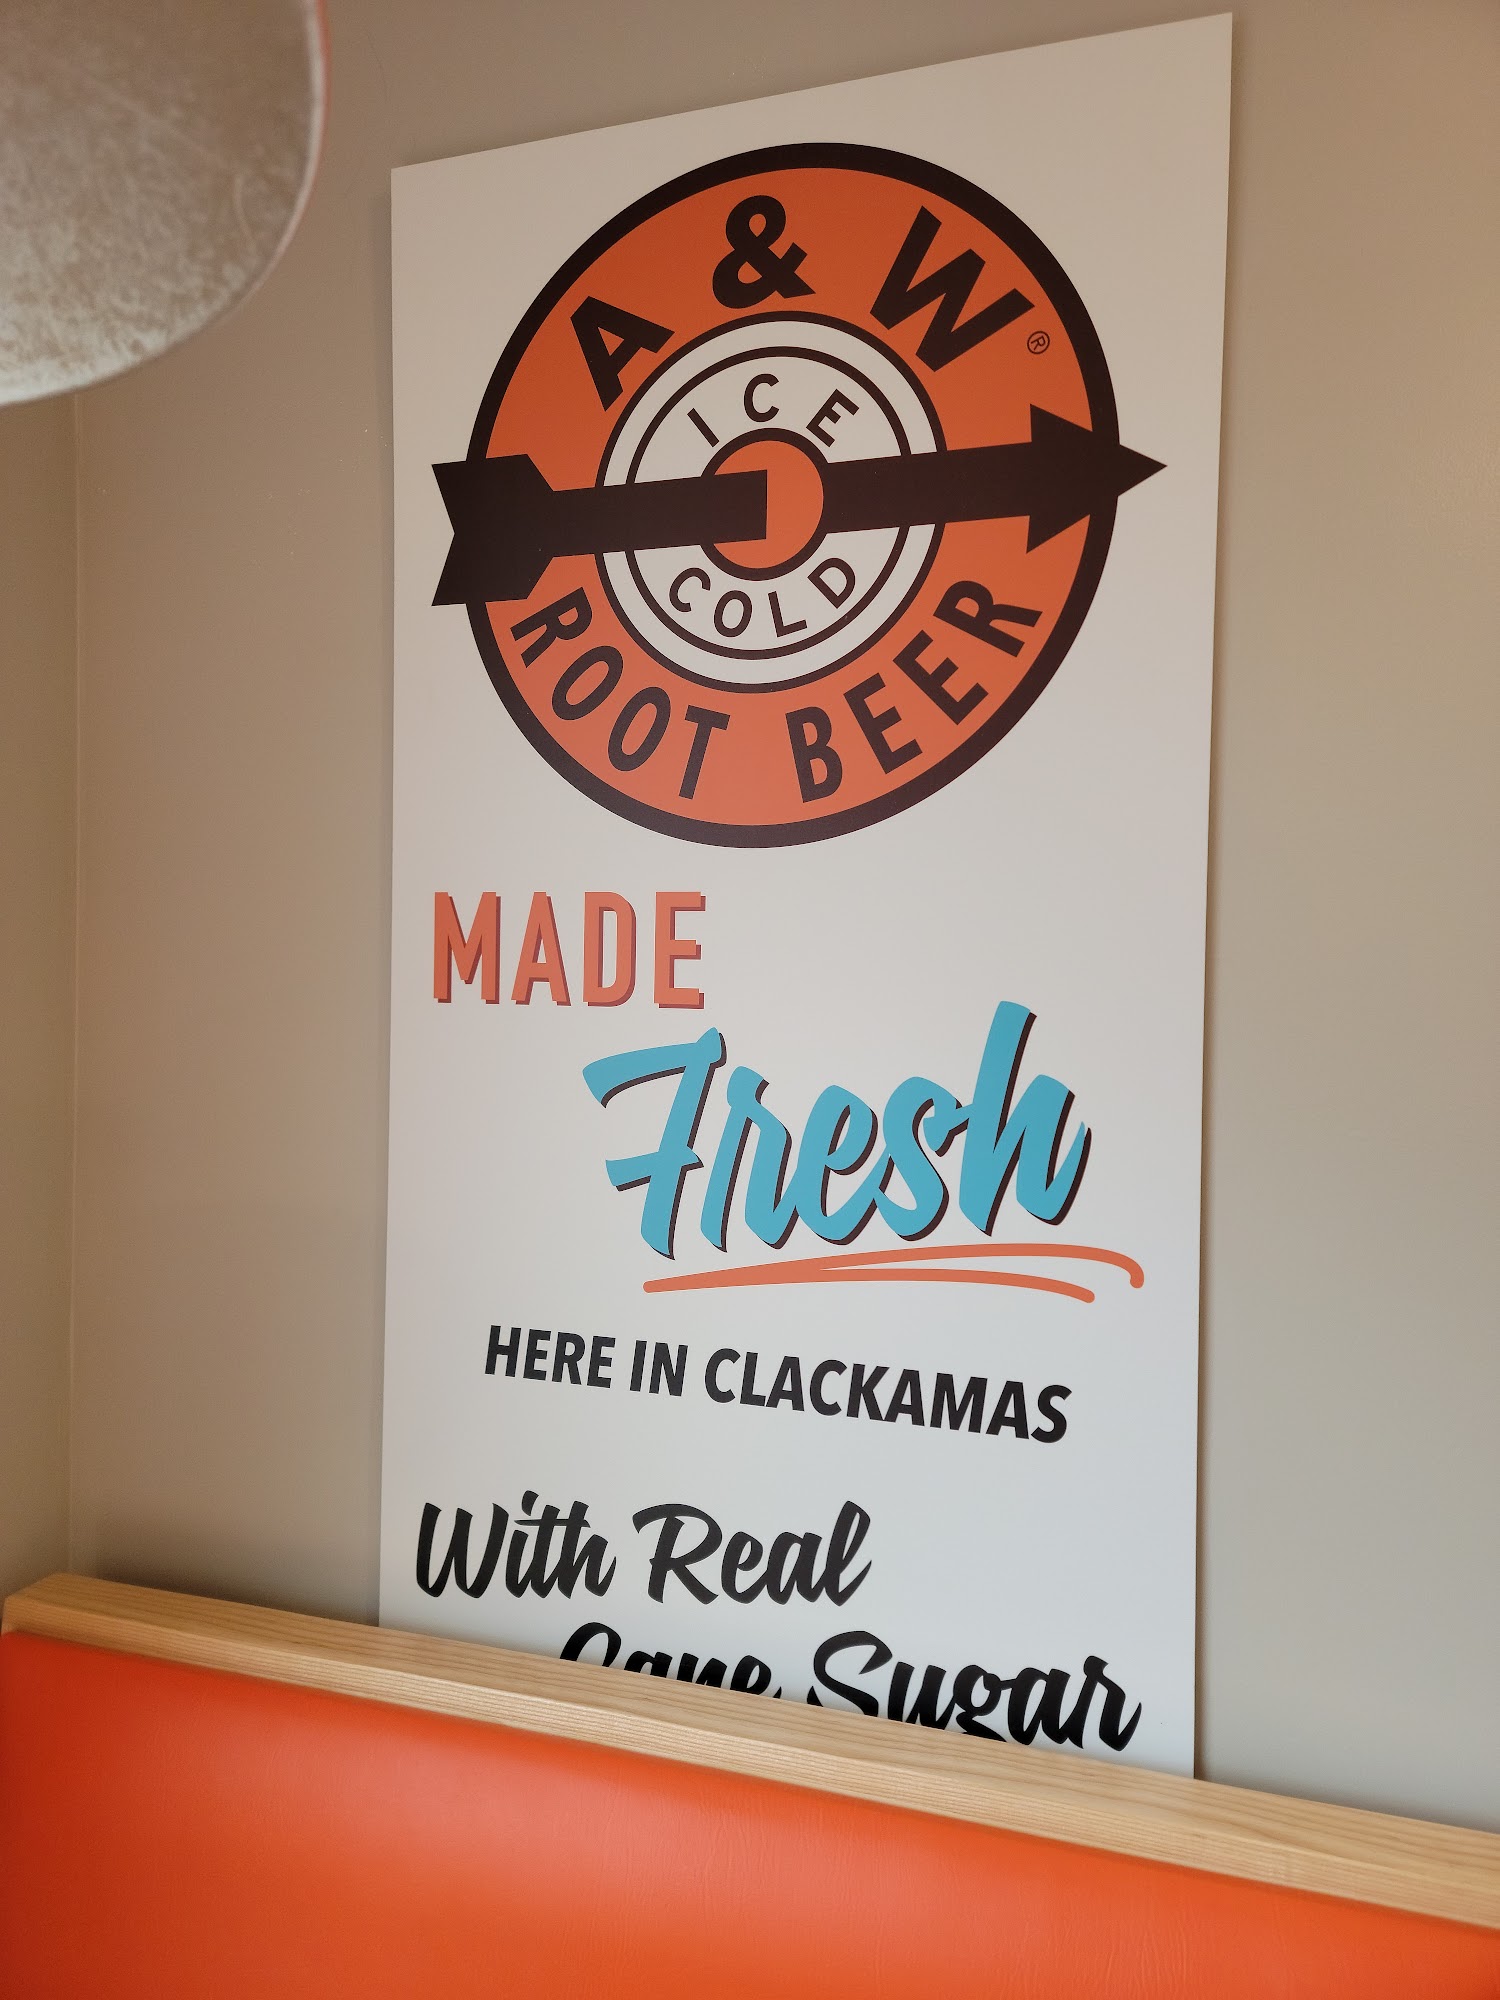 A & W®
ICE
COLD
ROOT BEER
MADE
Fresh
HERE IN CLACKAMAS
With Real
Cane Sugar